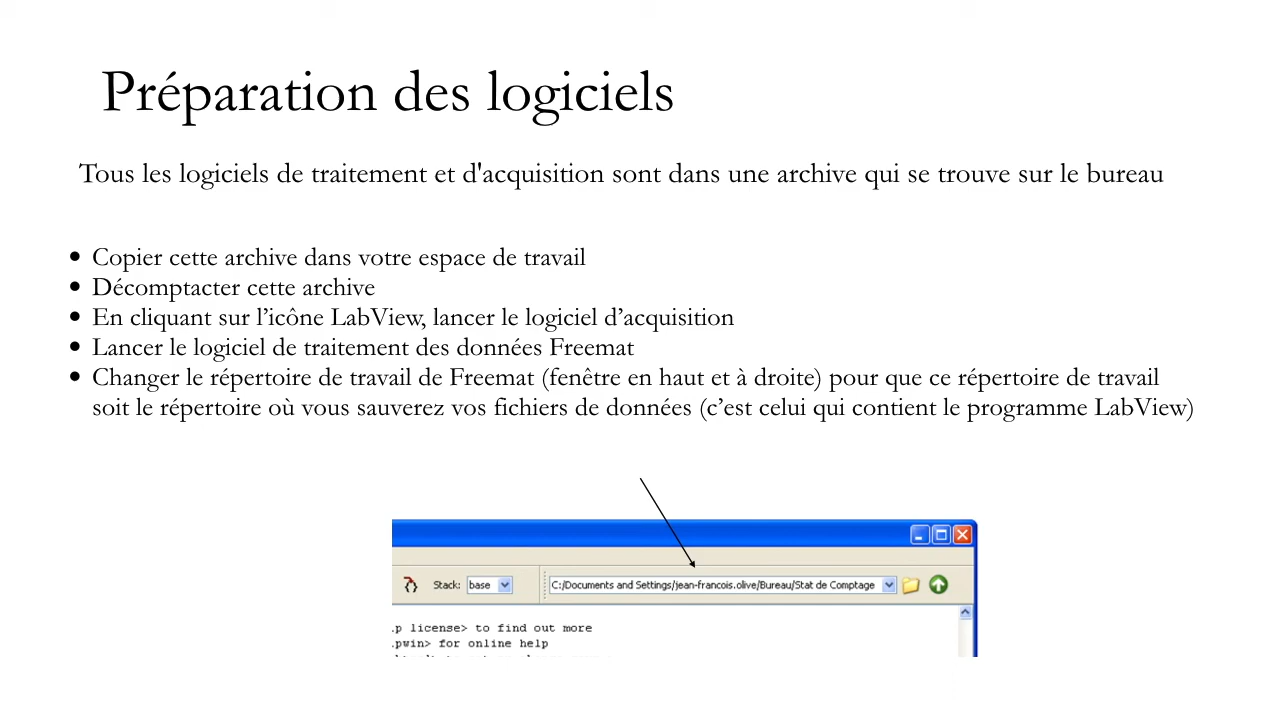 Préparation des logiciels
Tous les logiciels de traitement et d'acquisition sont dans une archive qui se trouve sur le bureau
• Copier cette archive dans votre espace de travail
• Décomptacter cette archive
• En cliquant sur l’icône LabView, lancer le logiciel d’acquisition
• Lancer le logiciel de traitement des données Freemat
• Changer le répertoire de travail de Freemat (fenêtre en haut et à droite) pour que ce répertoire de travail
soit le répertoire où vous sauverez vos fichiers de données (c’est celui qui contient le programme LabView)
Stack: base C:/Documents and Settings/jean-francois.olive/Bureau/Stat de Comptage
license> to find out more
for online help